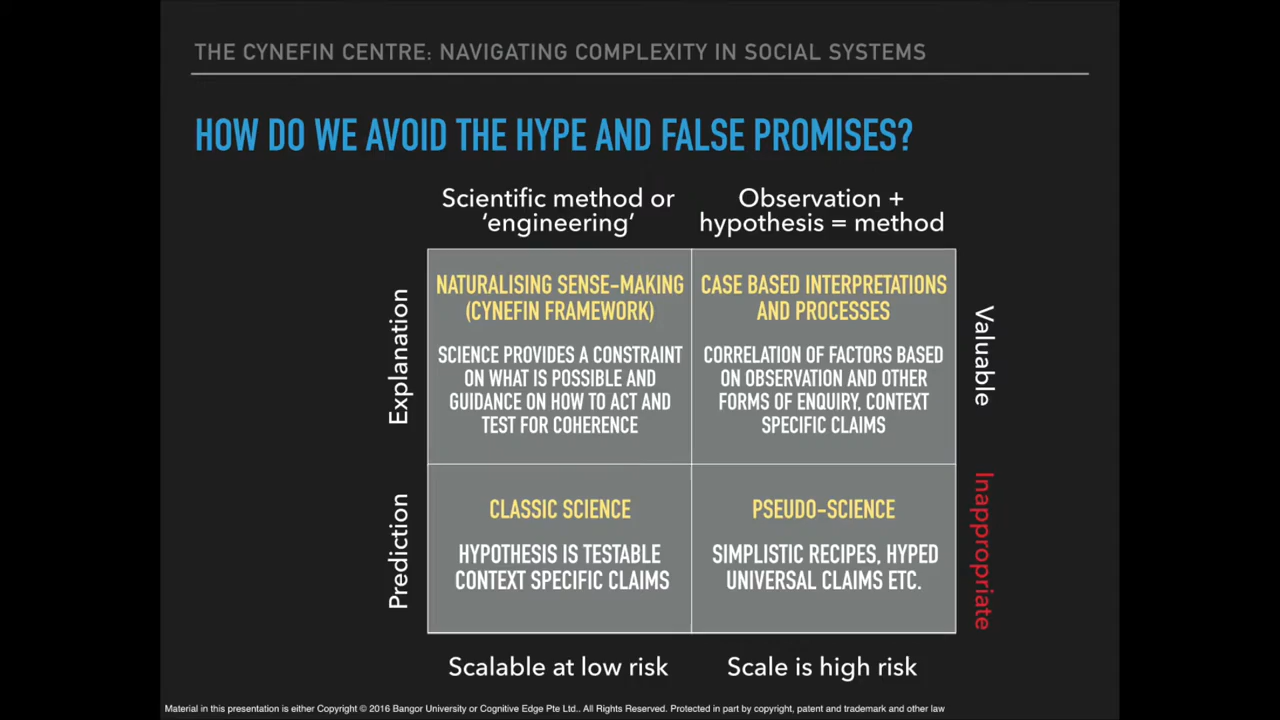 THE CYNEFIN CENTRE: NAVIGATING COMPLEXITY IN SOCIAL SYSTEMS
HOW DO WE AVOID THE HYPE AND FALSE PROMISES?
Scientific method or
‘engineering’
Observation +
hypothesis = method
Explanation
NATURALISING SENSE-MAKING
(CYNEFIN FRAMEWORK)
SCIENCE PROVIDES A CONSTRAINT
ON WHAT IS POSSIBLE AND
GUIDANCE ON HOW TO ACT AND
TEST FOR COHERENCE
CASE BASED INTERPRETATIONS
AND PROCESSES
CORRELATION OF FACTORS BASED
ON OBSERVATION AND OTHER
FORMS OF ENQUIRY, CONTEXT
SPECIFIC CLAIMS
Valuable
Prediction
CLASSIC SCIENCE
HYPOTHESIS IS TESTABLE
CONTEXT SPECIFIC CLAIMS
PSEUDO-SCIENCE
SIMPLISTIC RECIPES, HYPED
UNIVERSAL CLAIMS ETC.
Inappropriate
Scalable at low risk
Scale is high risk
Material in this presentation is either Copyright © 2016 Bangor University or Cognitive Edge Pte Ltd.. All Rights Reserved. Protected in part by copyright, patent and trademark and other law